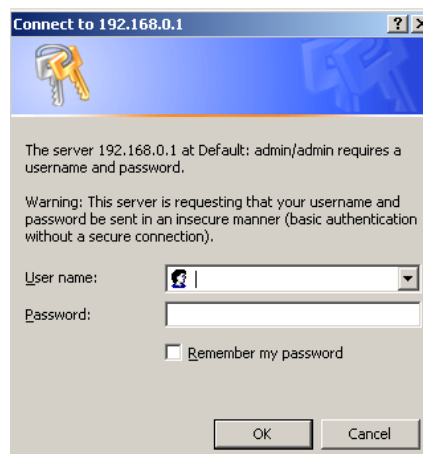 Connect to 192.168.0.1
The server 192.168.0.1 at Default: admin/admin requires a
username and password.
Warning: This server is requesting that your username and
password be sent in an insecure manner (basic authentication
without a secure connection).
User name:
Password:
Remember my password
OK Cancel